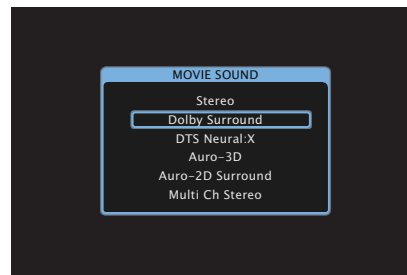 MOVIE SOUND
Stereo
Dolby Surround
DTS Neural:X
Auro-3D
Auro-2D Surround
Multi Ch Stereo